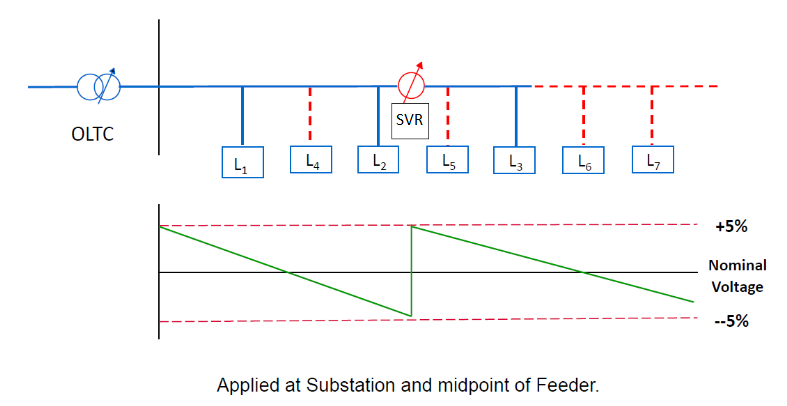 OLTC
SVR
L1
L4
L2
L5
L3
L6
L7
+5%
Nominal
Voltage
--5%
Applied at Substation and midpoint of Feeder.